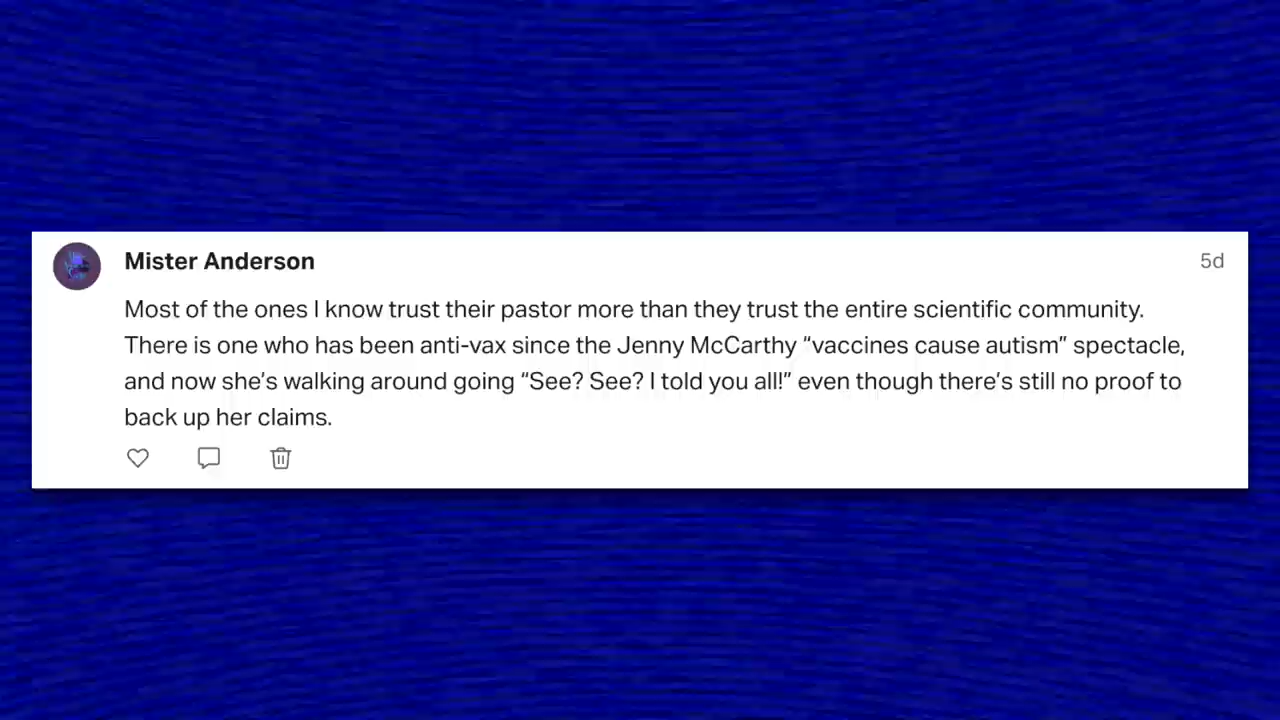 Mister Anderson
5d
Most of the ones I know trust their pastor more than they trust the entire scientific community.
There is one who has been anti-vax since the Jenny McCarthy “vaccines cause autism” spectacle,
and now she’s walking around going “See? See? I told you all!” even though there’s still no proof to
back up her claims.